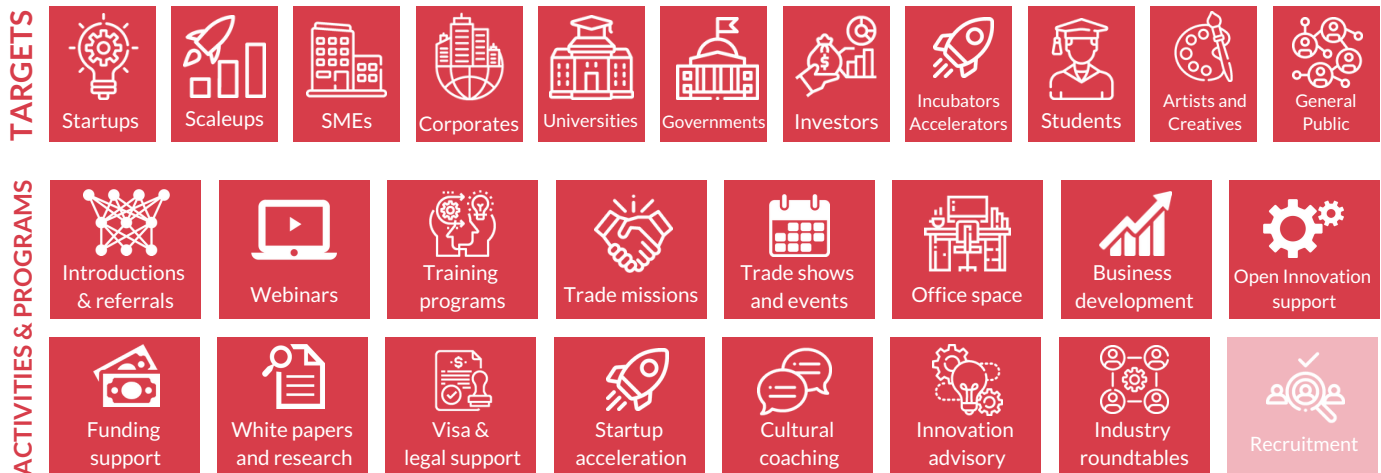 TARGETS
Startups
Scaleups
SMEs
Corporates
Universities
Governments
Investors
Incubators
Accelerators
Students
Artists and
Creatives
General
Public
ACTIVITIES & PROGRAMS
Introductions
& referrals
Webinars
Training
programs
Trade missions
Trade shows
and events
Office space
Business
development
Open Innovation
support
Funding
support
White papers
and research
Visa &
legal support
Startup
acceleration
Cultural
coaching
Innovation
advisory
Industry
roundtables
Recruitment